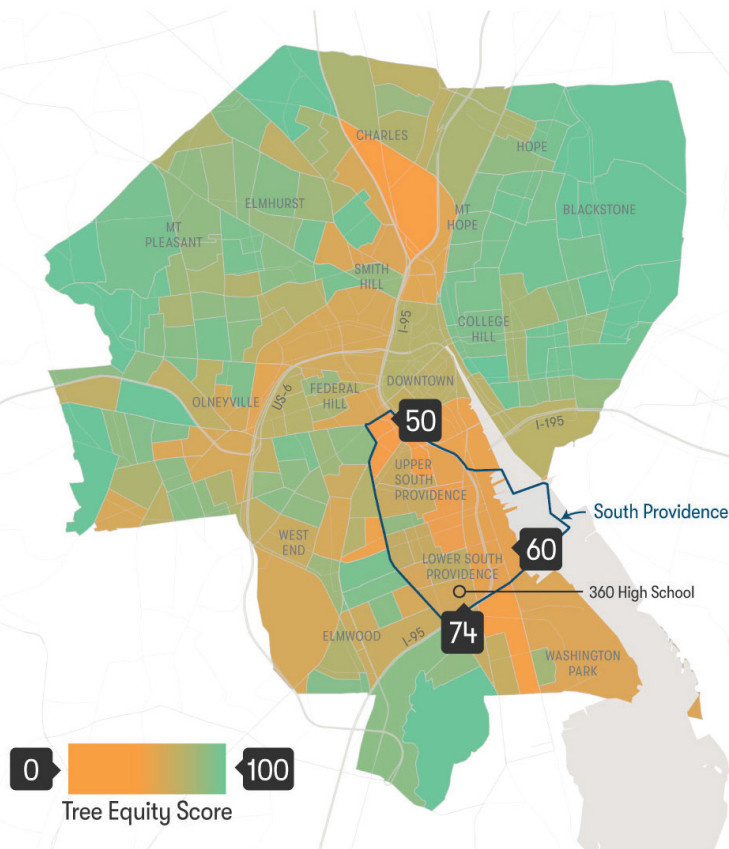 CHARLES
HOPE
ELMHURST
BLACKSTONE
MT
HOPE
MT
PLEASANT
SMITH
HILL
I-95
COLLEGE
HILL
DOWNTOWN
US-6
FEDERAL
HILL
OLNEYVILLE
50
I-195
UPPER
SOUTH
PROVIDENCE
South Providence
WEST
END
60
LOWER SOUTH
PROVIDENCE
360 High School
74
ELMWOOD
I-95
WASHINGTON
PARK
0
100
Tree Equity Score